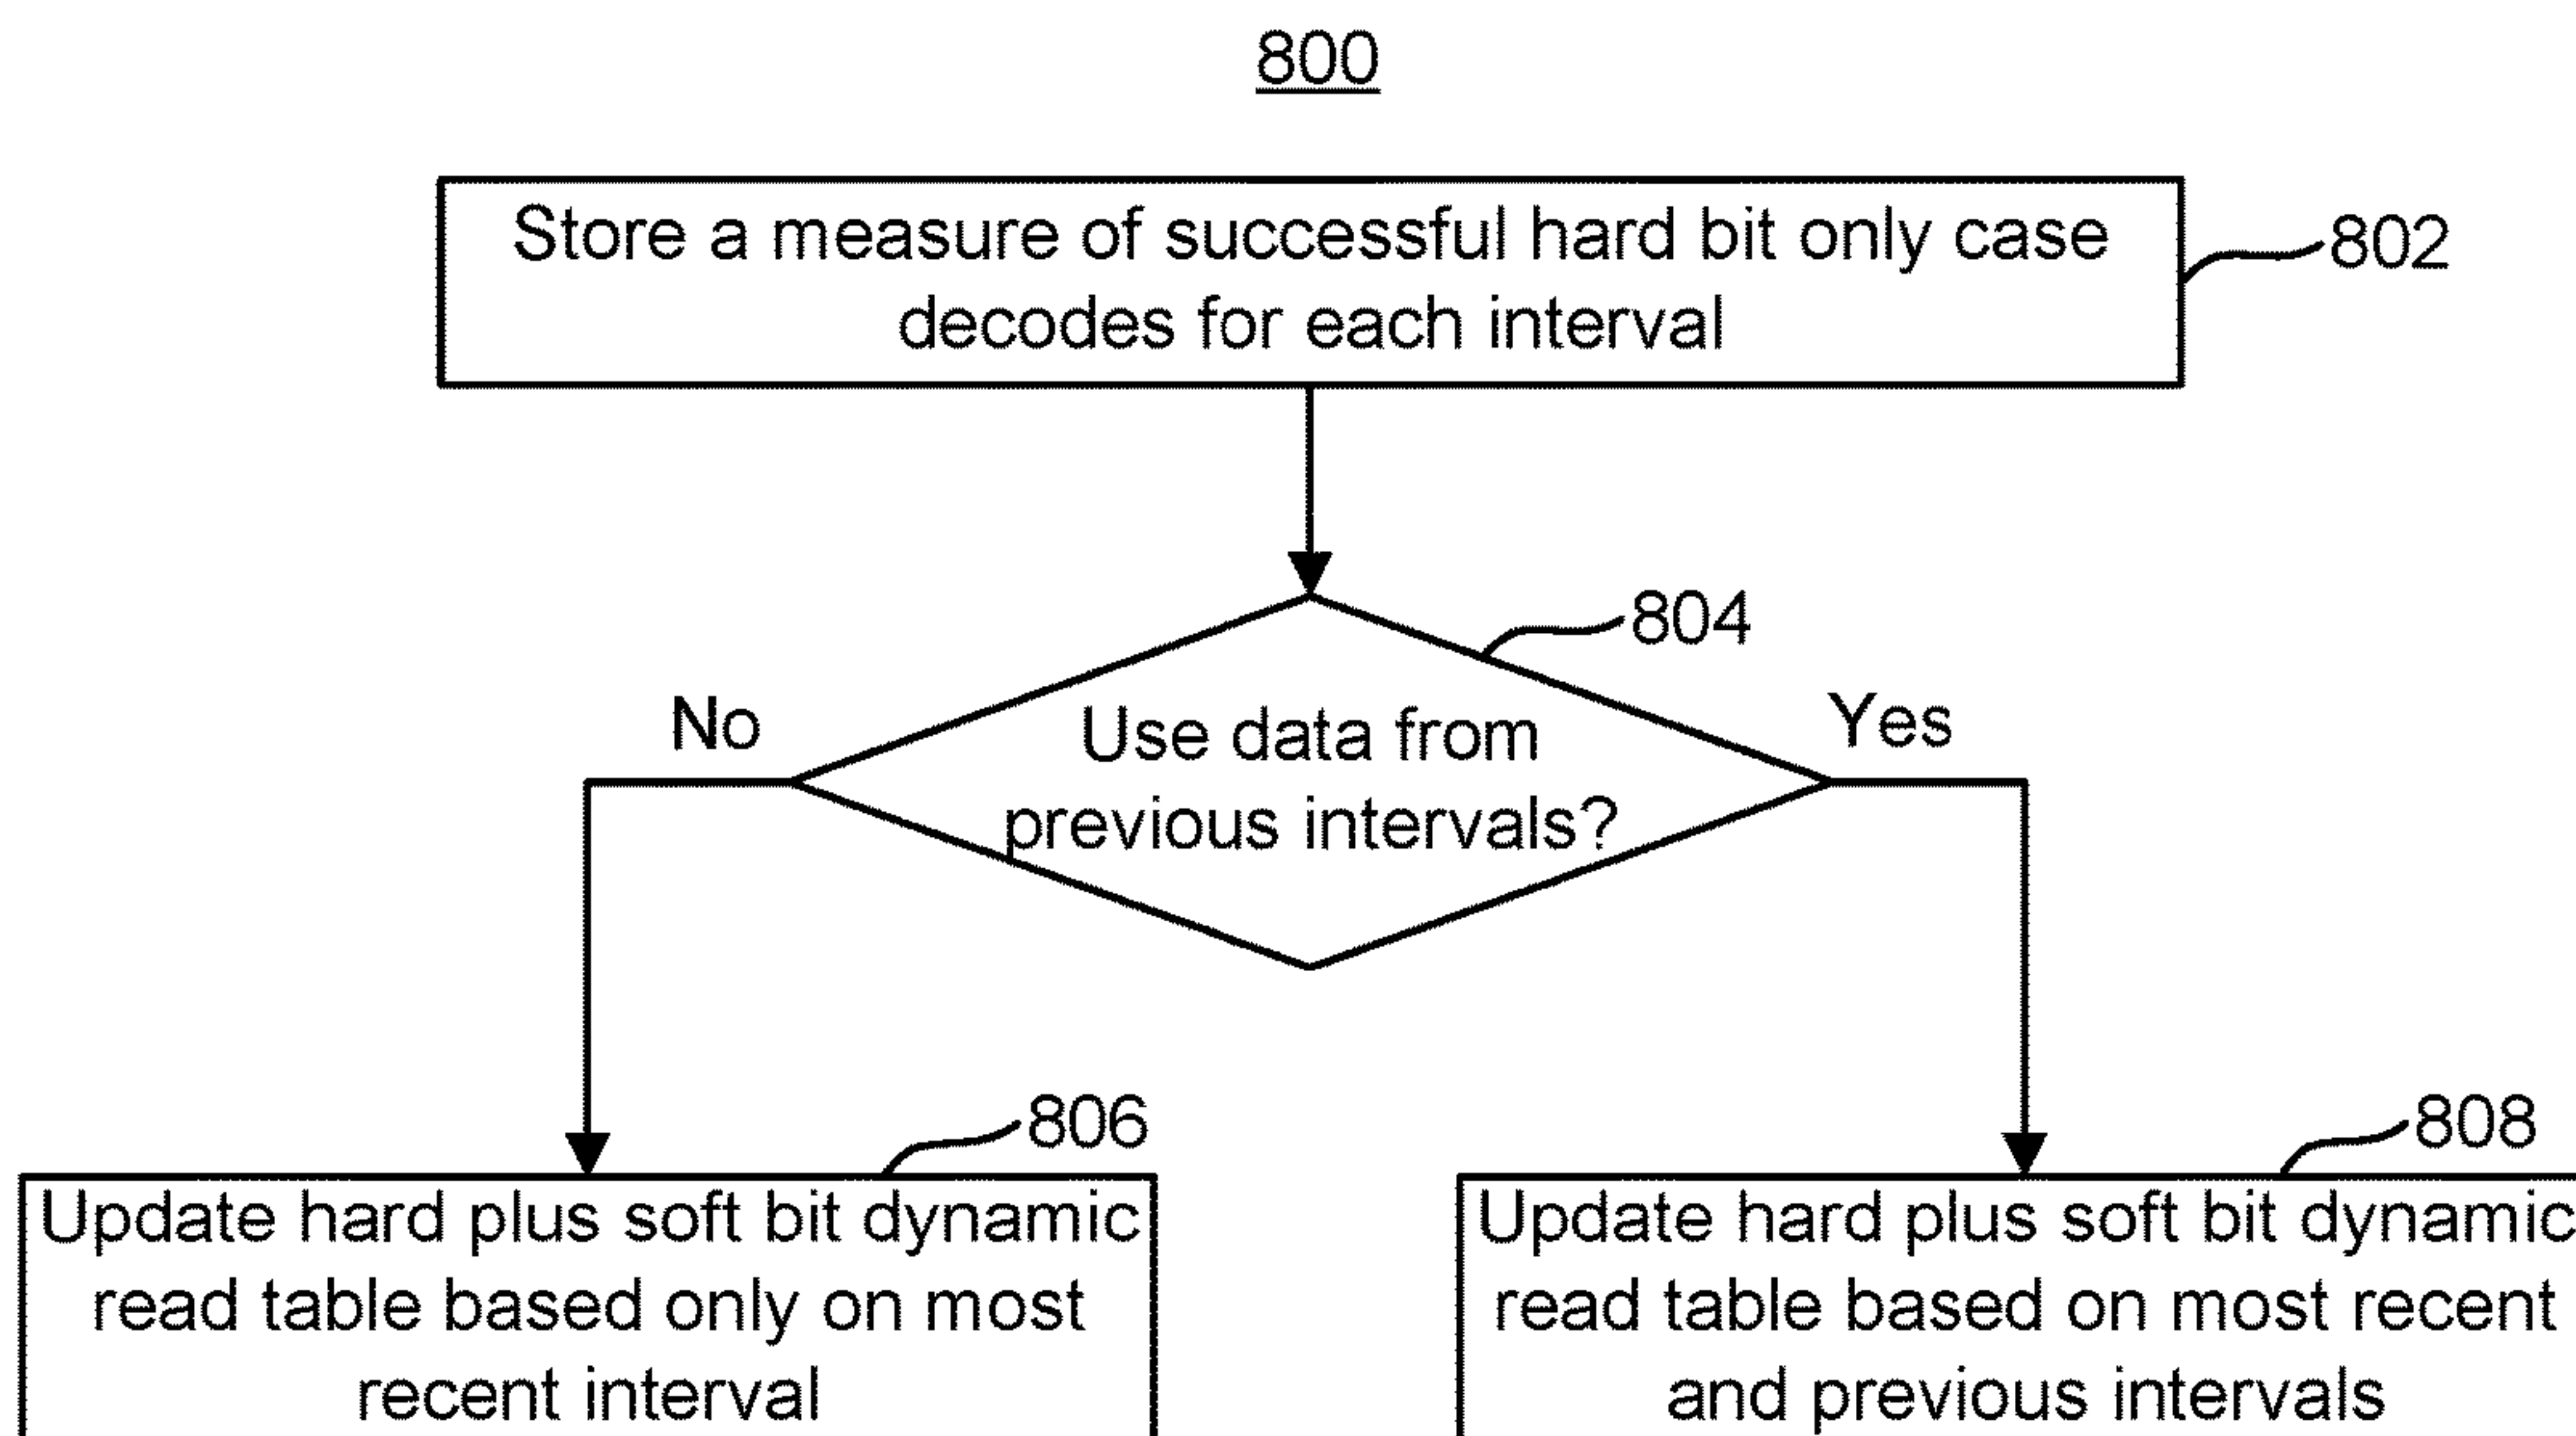 800
Store a measure of successful hard bit only case
decodes for each interval
802
804
No
Use data from
previous intervals?
Yes
806
Update hard plus soft bit dynamic
read table based only on most
recent interval
808
Update hard plus soft bit dynamic
read table based on most recent
and previous intervals